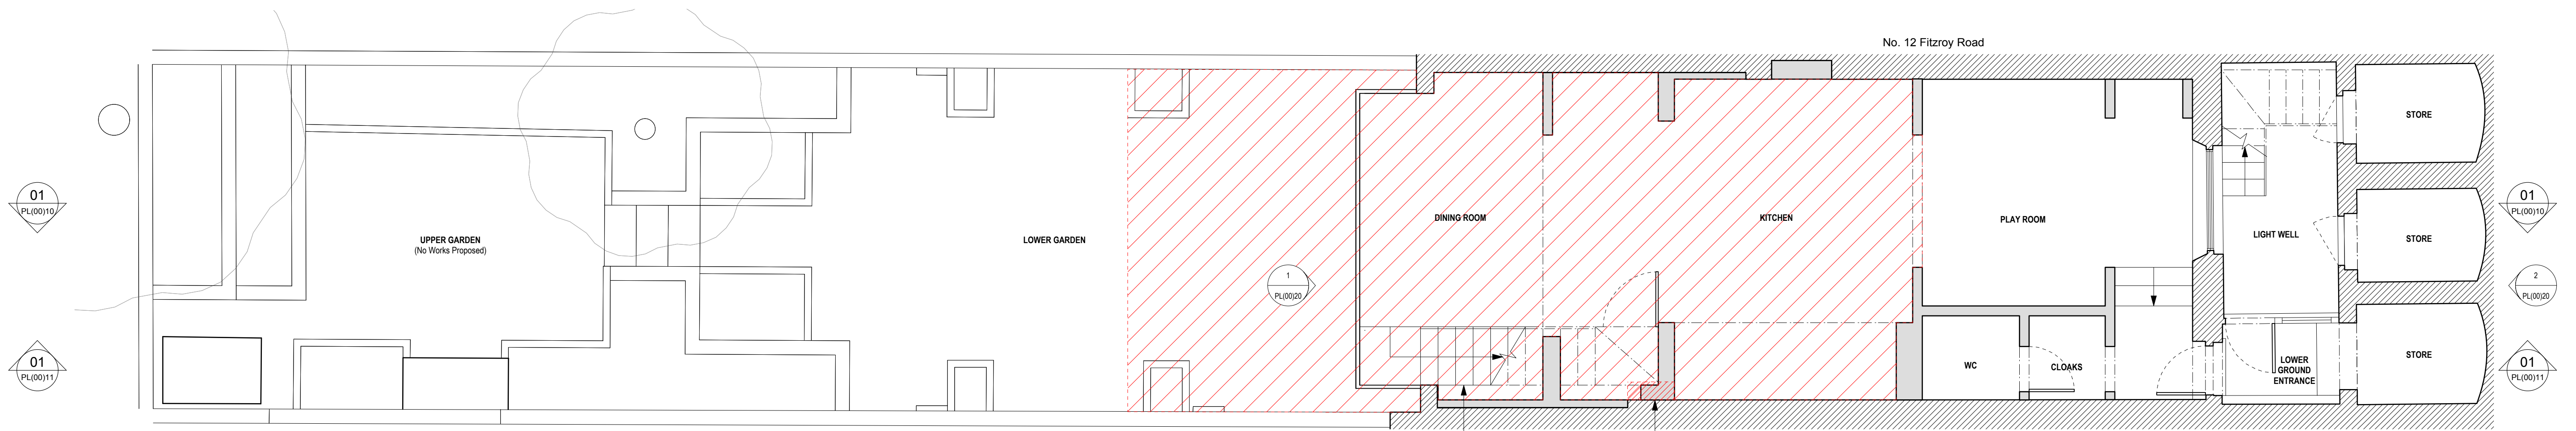 No. 12 Fitzroy Road
STORE
01
PL(00)10
01
PL(00)10
DINING ROOM
KITCHEN
PLAY ROOM
LIGHT WELL
STORE
UPPER GARDEN
(No Works Proposed)
LOWER GARDEN
1
PL(00)20
2
PL(00)20
01
PL(00)11
WC
CLOAKS
LOWER
GROUND
ENTRANCE
STORE
01
PL(00)11